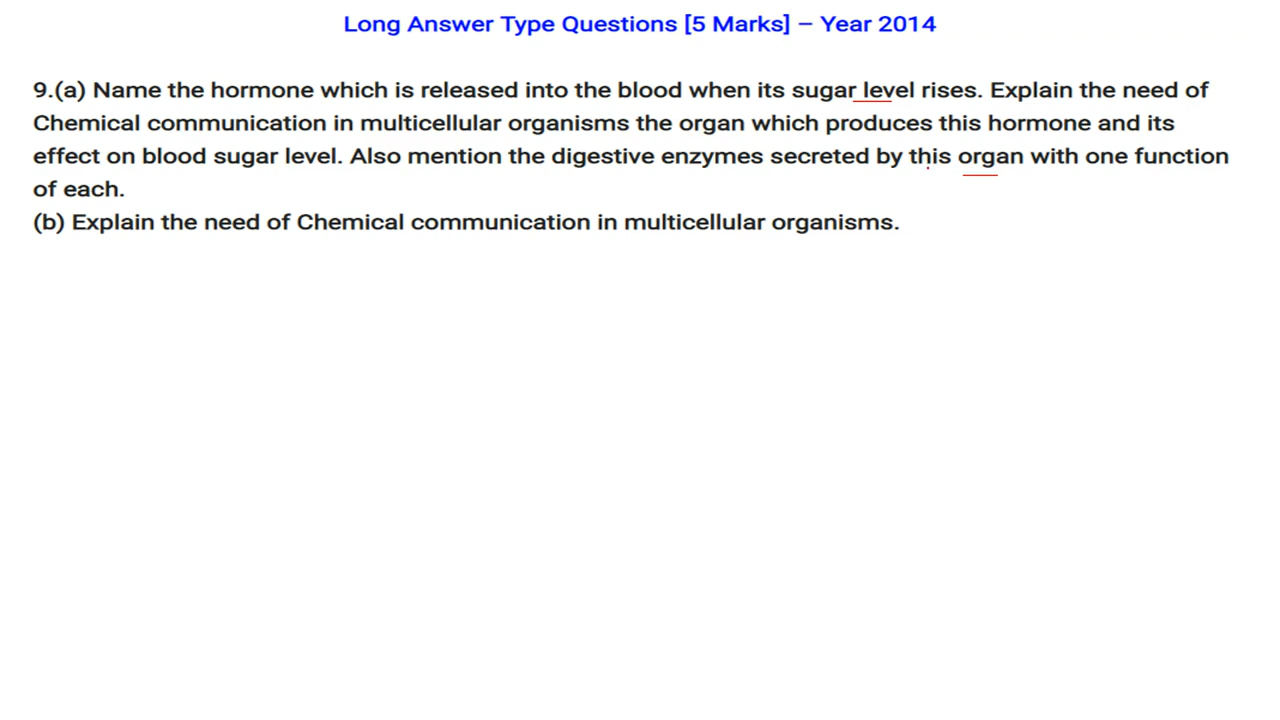 Long Answer Type Questions [5 Marks] – Year 2014
9.(a) Name the hormone which is released into the blood when its sugar level rises. Explain the need of
Chemical communication in multicellular organisms the organ which produces this hormone and its
effect on blood sugar level. Also mention the digestive enzymes secreted by this organ with one function
of each.
(b) Explain the need of Chemical communication in multicellular organisms.